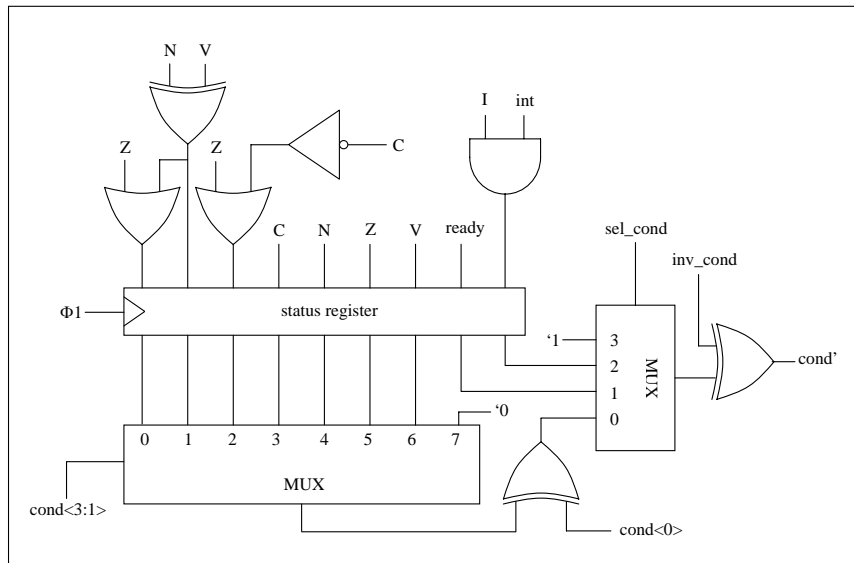 N V
I int
Z Z C
C N Z V ready
sel_cond
inv_cond
Φ1 status register
‘1 3
2
MUX
cond’
1
0
‘0
0 1 2 3 4 5 6 7
MUX
cond<3:1>
cond<0>